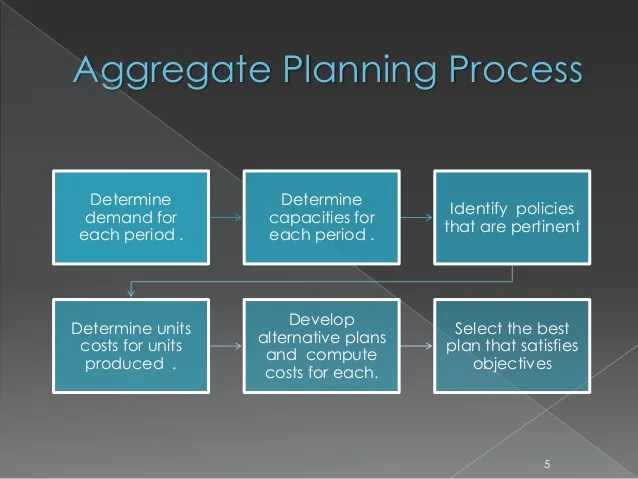 Aggregate Planning Process
Determine
demand for
each period .
Determine
capacities for
each period .
Identify policies
that are pertinent
Determine units
costs for units
produced .
Develop
alternative plans
and compute
costs for each.
Select the best
plan that satisfies
objectives
5